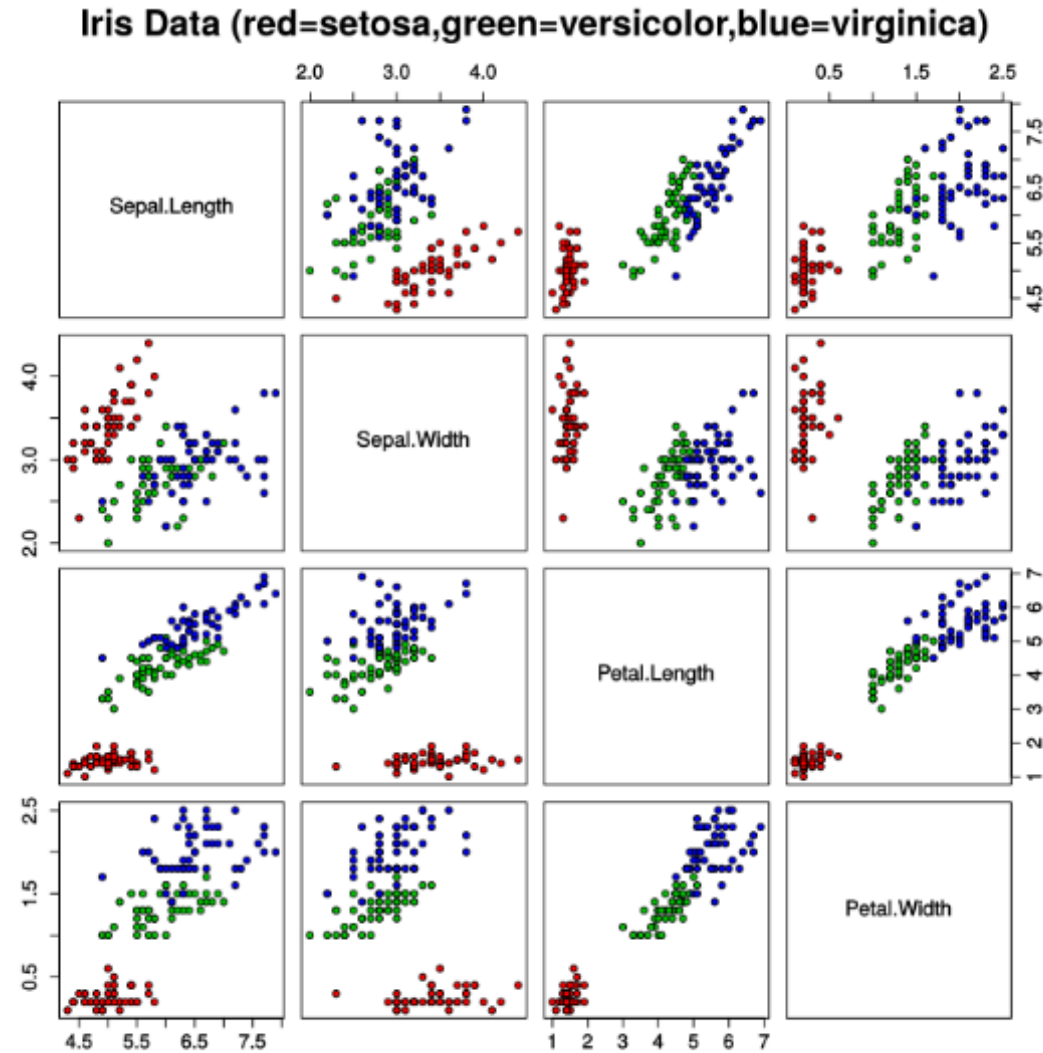 Iris Data (red=setosa,green=versicolor,blue=virginica)
2.0 3.0 4.0
0.5 1.5 2.5
Sepal.Length
4.5 5.5 6.5 7.5
2.0 3.0 4.0
Sepal.Width
Petal.Length
1 2 3 4 5 6 7
0.5 1.5 2.5
Petal.Width
4.5 5.5 6.5 7.5
1 2 3 4 5 6 7